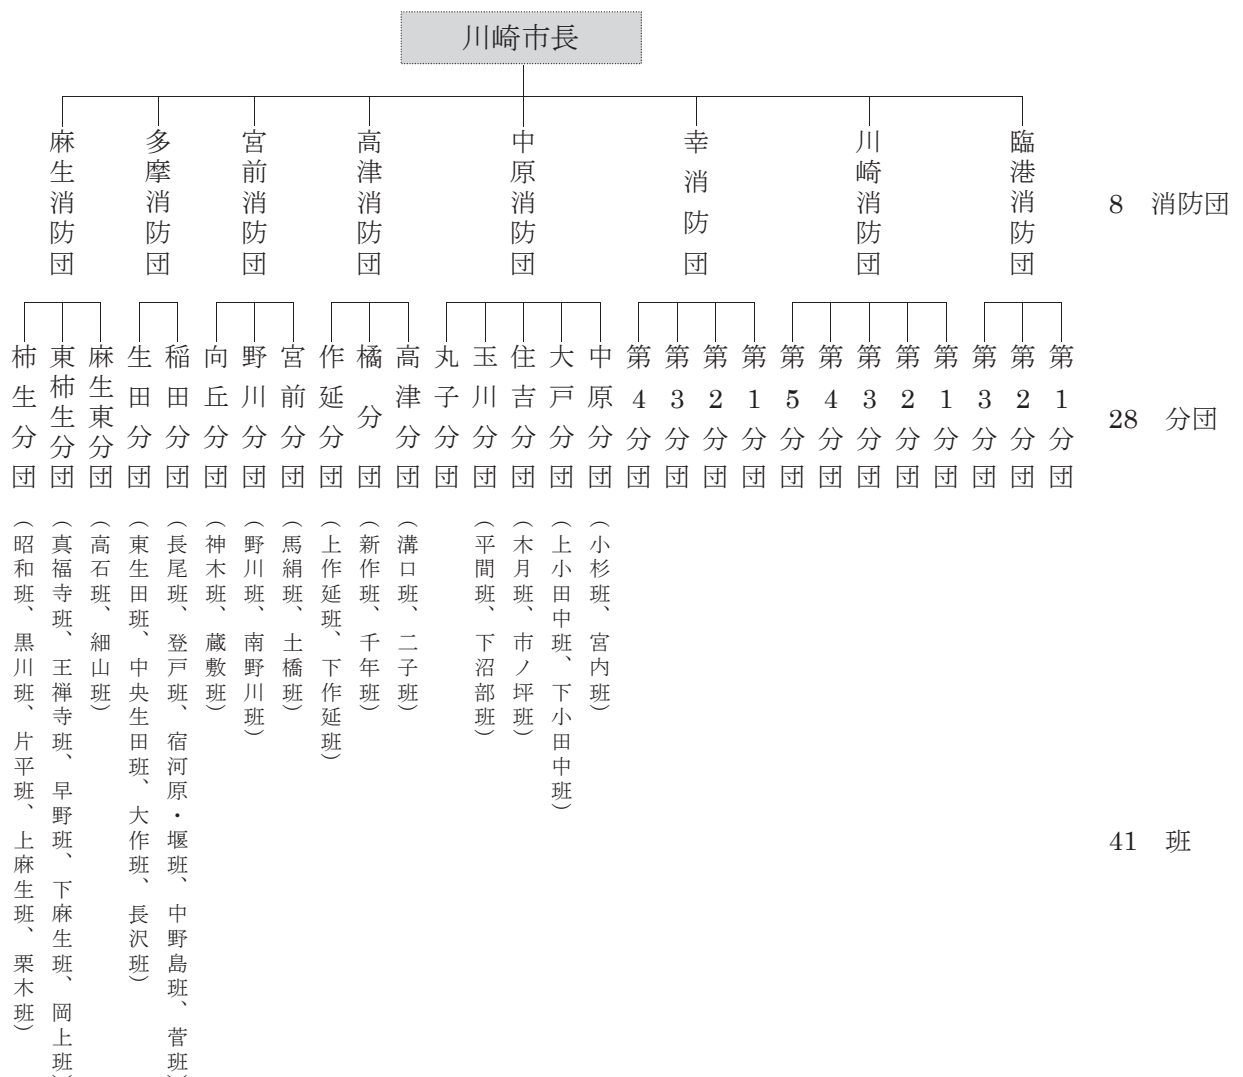 川崎市長
臨港消防団
川崎消防団
幸消防団
中原消防団
高津消防団
宮前消防団
多摩消防団
麻生消防団
8 消防団
第1分団
第2分団
第3分団
第1分団
第2分団
第3分団
第4分団
第5分団
第1分団
第2分団
第3分団
第4分団
中原分団
大戸分団
住吉分団
玉川分団
丸子分団
高津分団
橘分団
作延分団
宮前分団
野川分団
向丘分団
稲田分団
生田分団
麻生東分団
東柿生分団
柿生分団
28 分団
（小杉班、宮内班）
（上小田中班、下小田中班）
（木月班、市ノ坪班）
（平間班、下沼部班）
（溝口班、二子班）
（新作班、千年班）
（上作延班、下作延班）
（馬絹班、土橋班）
（野川班、南野川班）
（神木班、蔵敷班）
（長尾班、登戸班、宿河原・堰班、中野島班、菅班）
（東生田班、中央生田班、大作班、長沢班）
（高石班、細山班）
（真福寺班、王禅寺班、早野班、下麻生班、岡上班）
（昭和班、黒川班、片平班、上麻生班、栗木班）
41 班